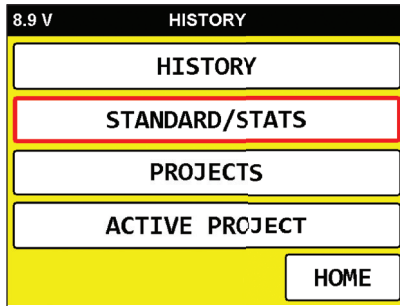 8.9 V HISTORY
HISTORY
STANDARD/STATS
PROJECTS
ACTIVE PROJECT
HOME